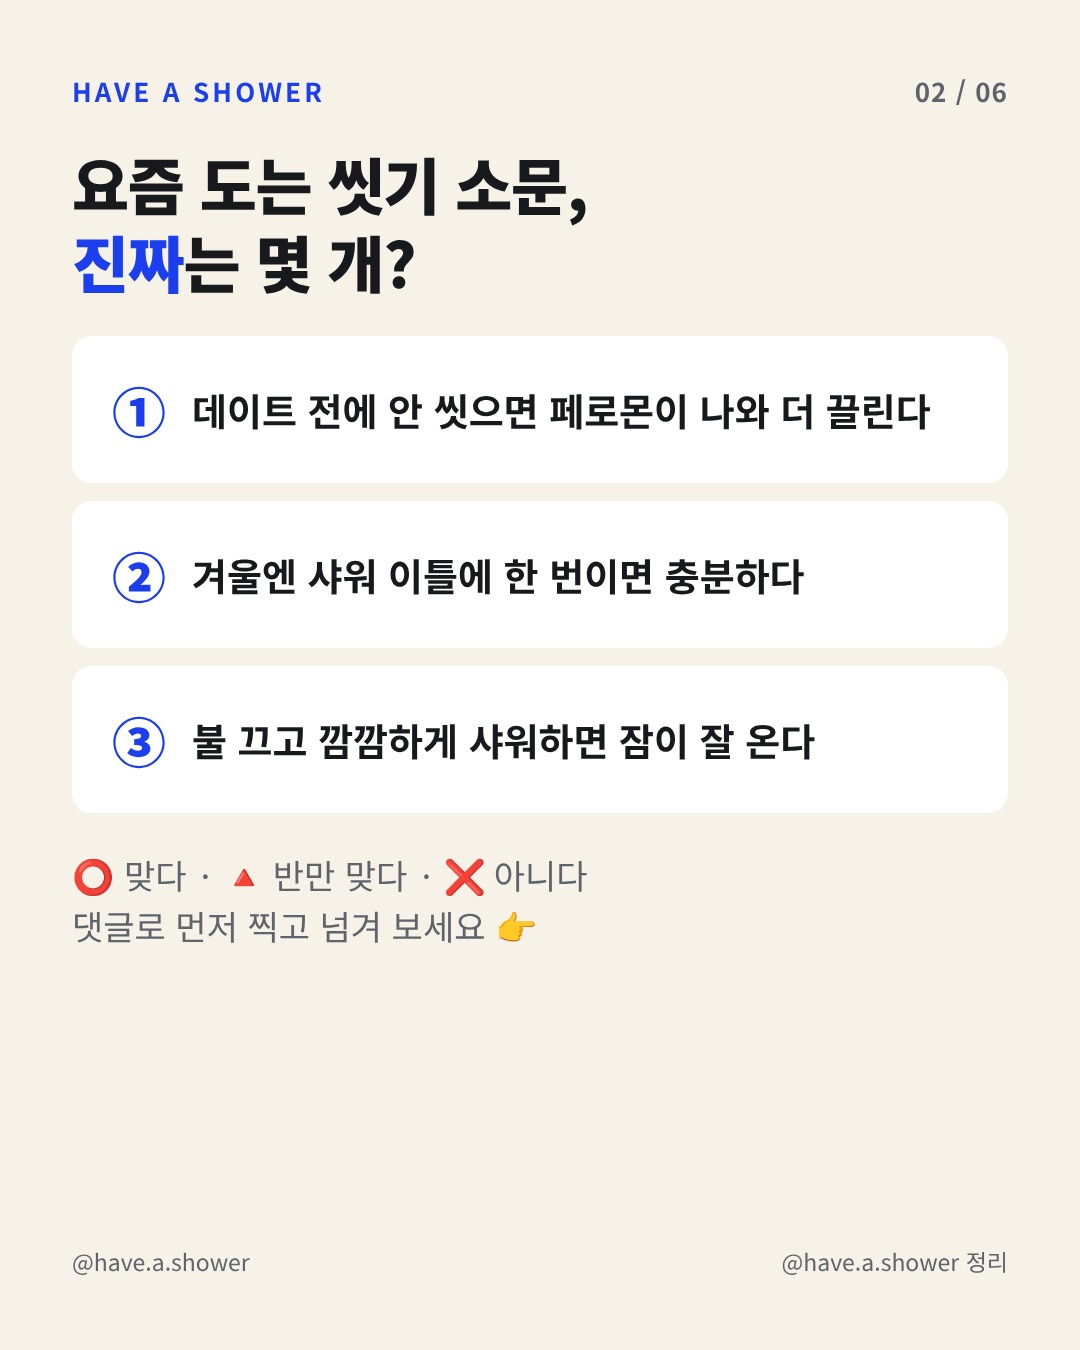 HAVE A SHOWER
02 / 06
요즘 도는 씻기 소문,
진짜는 몇 개?
① 데이트 전에 안 씻으면 페로몬이 나와 더 끌린다
② 겨울엔 샤워 이틀에 한 번이면 충분하다
③ 불 끄고 깜깜하게 샤워하면 잠이 잘 온다
⭕ 맞다 · 🔺 반만 맞다 · ❌ 아니다
댓글로 먼저 찍고 넘겨 보세요 👉
@have.a.shower
@have.a.shower 정리